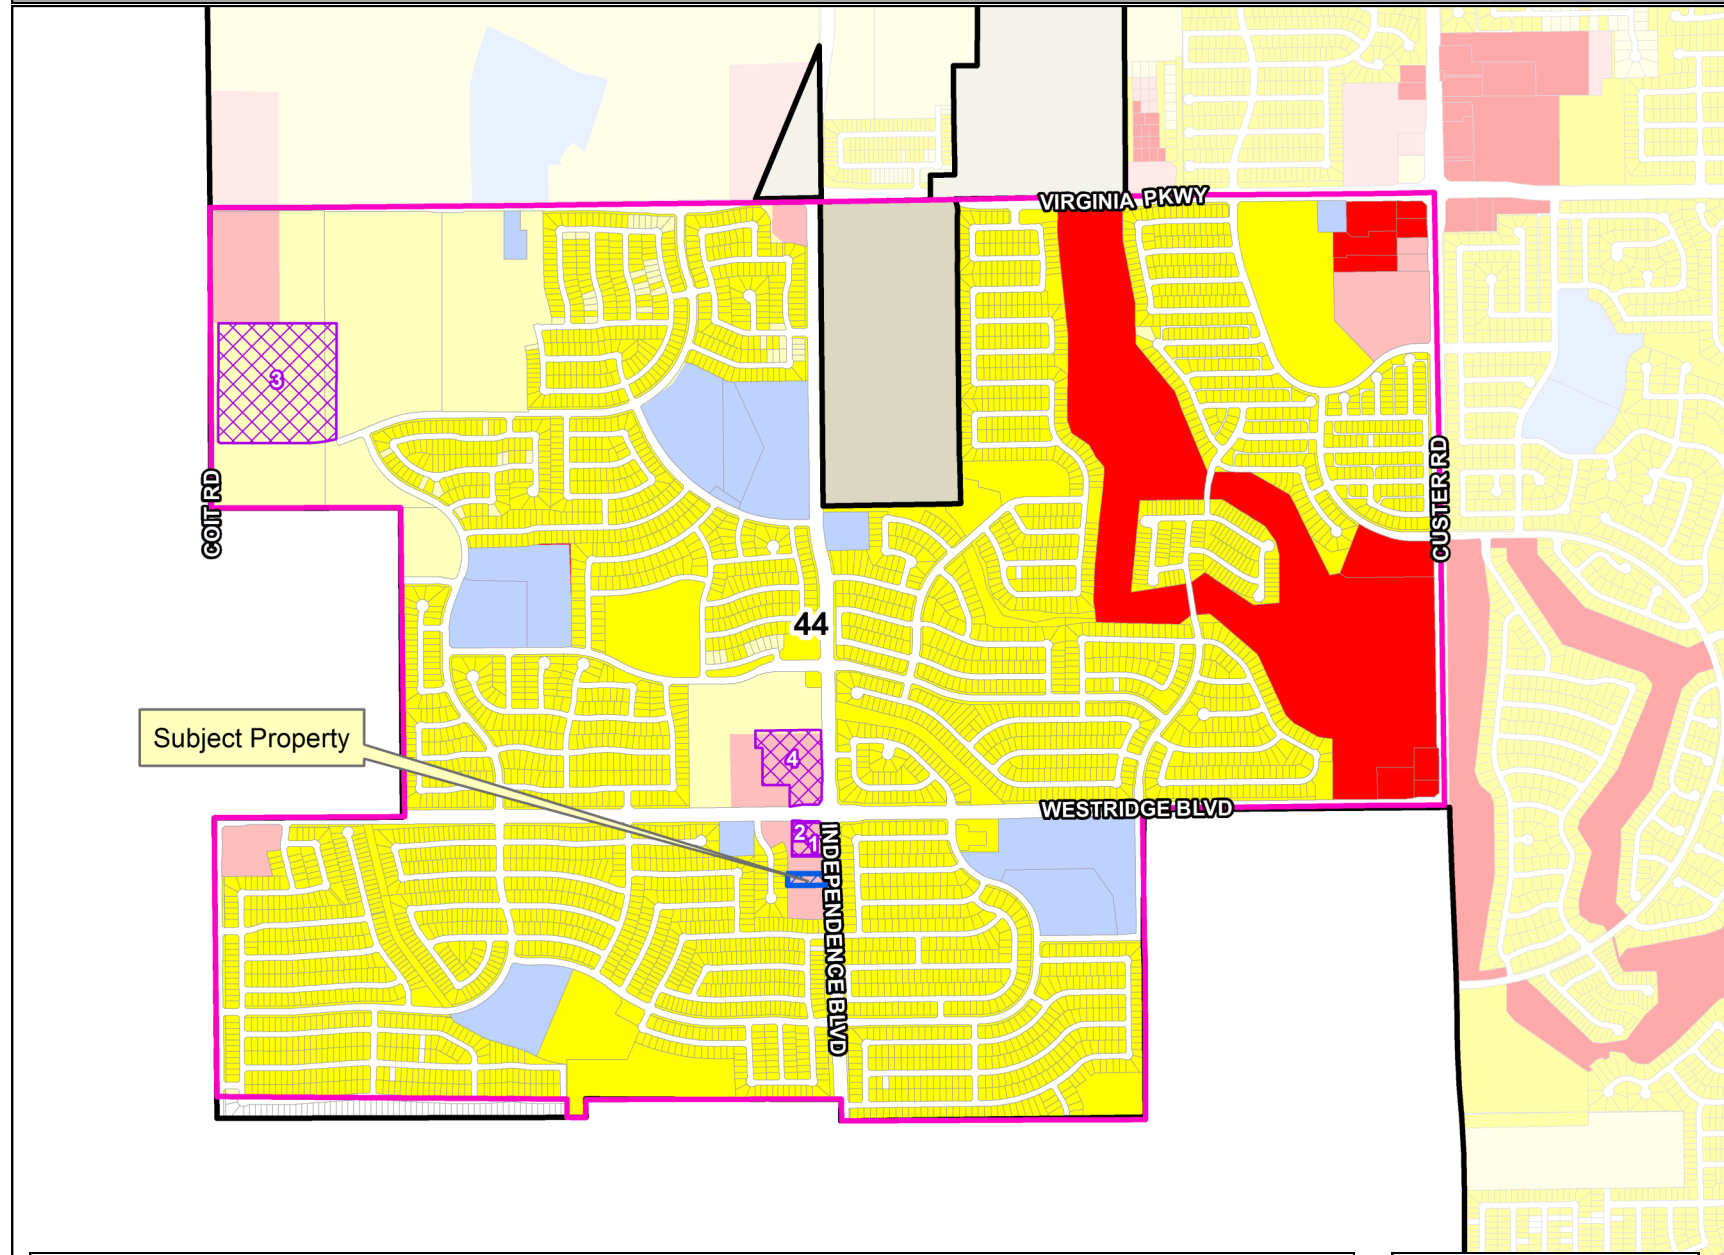 VIRGINIA PKWY
3
COIT RD
CUSTER RD
44
Subject Property
4
WESTRIDGE BLVD
2
1
INDEPENDENCE BLVD